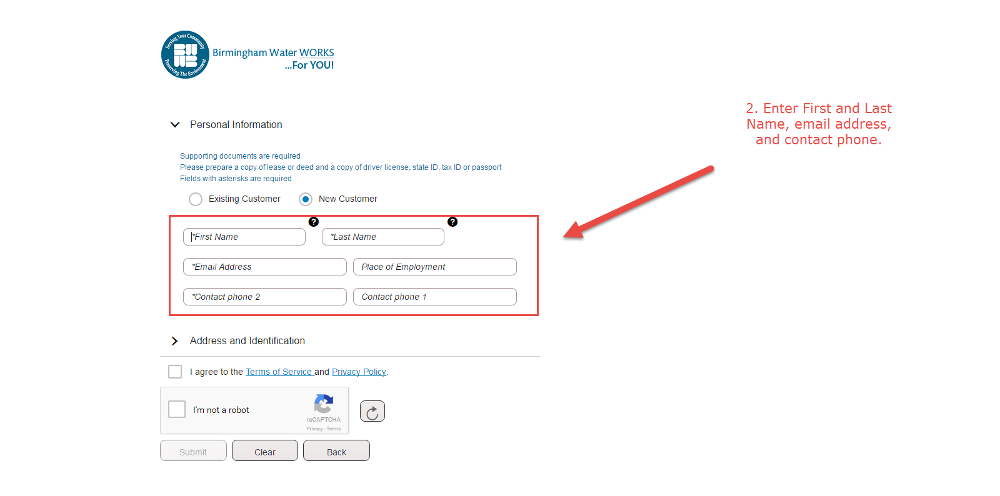 Serving Your Community
Preserving The Environment
Birmingham Water WORKS
...For YOU!
2. Enter First and Last
Name, email address,
and contact phone.
Personal Information
Supporting documents are required
Please prepare a copy of lease or deed and a copy of driver license, state ID, tax ID or passport
Fields with asterisks are required
Existing Customer New Customer
? ?
*First Name *Last Name
*Email Address Place of Employment
*Contact phone 2 Contact phone 1
Address and Identification
I agree to the Terms of Service and Privacy Policy.
I'm not a robot
reCAPTCHA
Privacy - Terms
Submit Clear Back